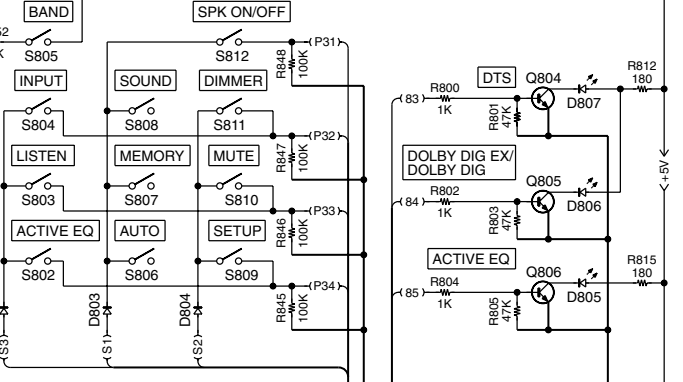 BAND
SPK ON/OFF
52
K
S805
S812
R848
100K
P31
INPUT
SOUND
DIMMER
S804
S808
S811
P32
R847
100K
LISTEN
MEMORY
MUTE
S803
S807
S810
P33
R846
100K
ACTIVE EQ
AUTO
SETUP
S802
S806
S809
P34
R845
100K
D803
D804
S3
S1
S2
DTS
Q804
R812
180
83
R800
1K
R801
47K
D807
DOLBY DIG EX/
DOLBY DIG
Q805
+5V
84
R802
1K
R803
47K
D806
ACTIVE EQ
Q806
R815
180
85
R804
1K
R805
47K
D805